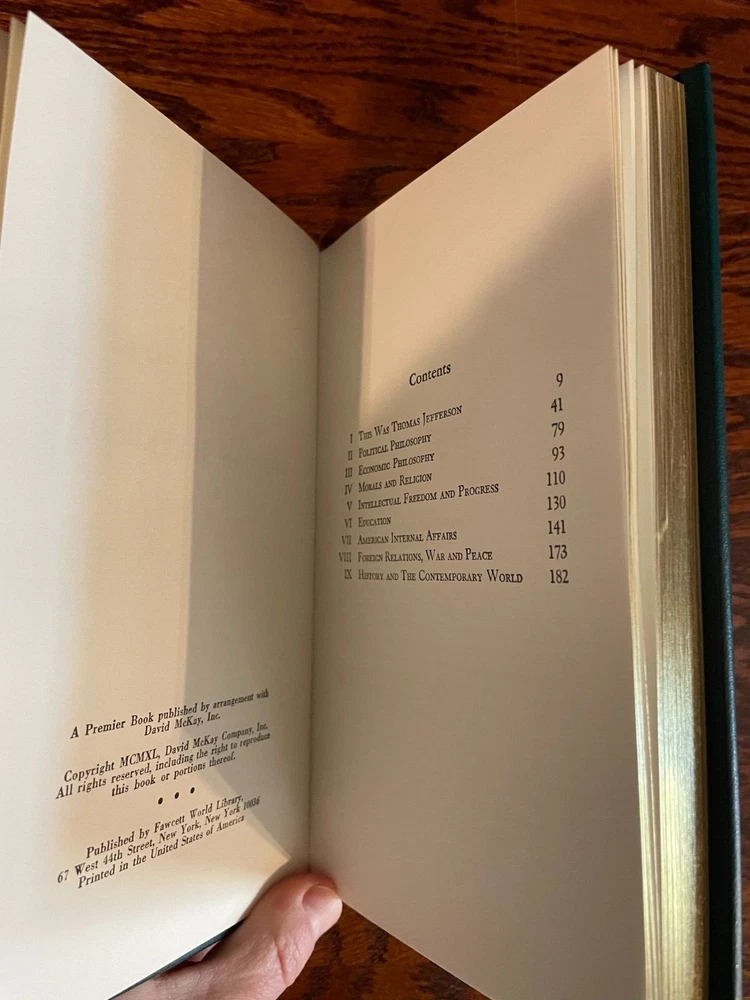 A Premier Book published by arrangement with
David McKay, Inc.
Copyright MCMXL, David McKay Company, Inc.
All rights reserved, including the right to reproduce
this book or portions thereof.
• • •
Published by Fawcett World Library,
67 West 44th Street, New York, New York 10036
Printed in the United States of America
Contents
I This Was Thomas Jefferson 9
II Political Philosophy 41
III Economic Philosophy 79
IV Morals and Religion 93
V Intellectual Freedom and Progress 110
VI Education 130
VII American Internal Affairs 141
VIII Foreign Relations, War and Peace 173
IX History and The Contemporary World 182